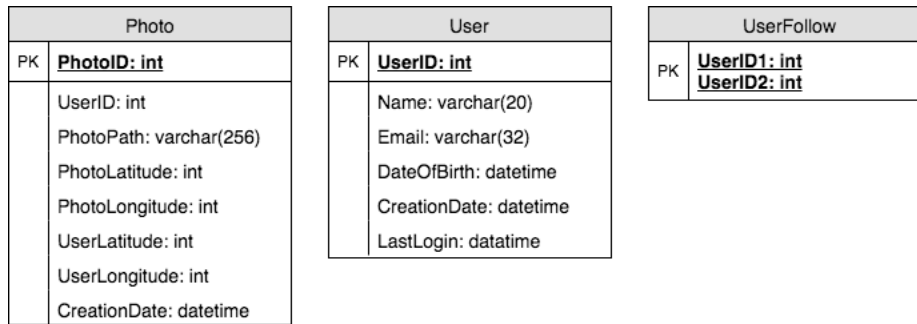 Photo
PK PhotoID: int
UserID: int
PhotoPath: varchar(256)
PhotoLatitude: int
PhotoLongitude: int
UserLatitude: int
UserLongitude: int
CreationDate: datetime
User
PK UserID: int
Name: varchar(20)
Email: varchar(32)
DateOfBirth: datetime
CreationDate: datetime
LastLogin: datatime
UserFollow
PK UserID1: int
UserID2: int